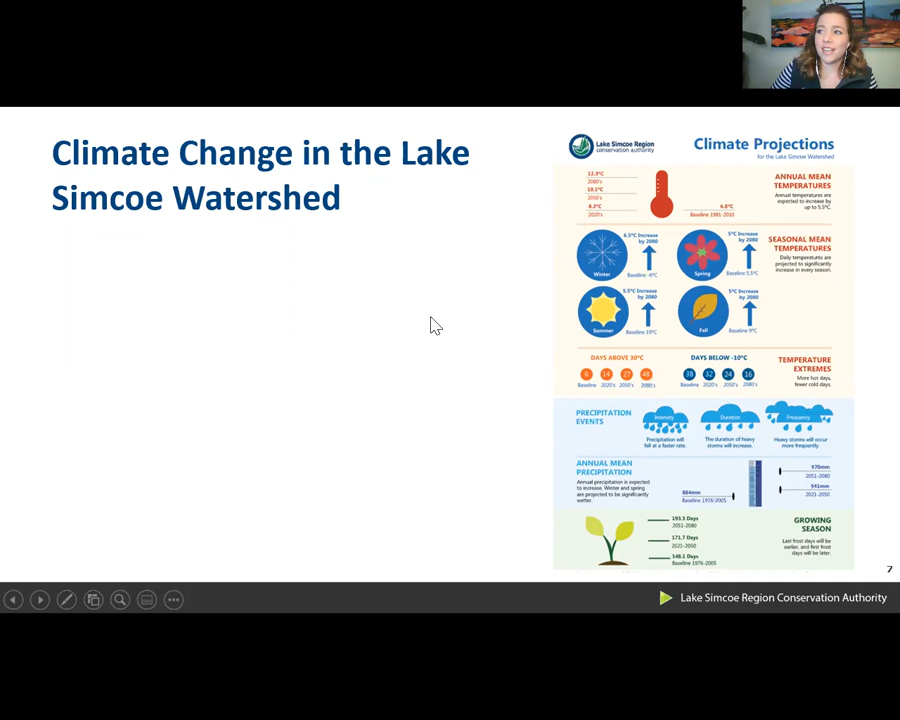 Climate Change in the Lake
Simcoe Watershed
Lake Simcoe Region
conservation authority
Climate Projections
for the Lake Simcoe Watershed
12.9°C
2080's
10.1°C
2050's
8.2°C
2020's
6.8°C
Baseline 1981-2010
ANNUAL MEAN
TEMPERATURES
Annual temperatures are
expected to increase by
up to 5.5°C.
6.5°C Increase
by 2080
Winter
Baseline -6°C
5°C Increase
by 2080
Spring
Baseline 5.5°C
SEASONAL MEAN
TEMPERATURES
Daily temperatures are
projected to significantly
increase in every season.
5.5°C Increase
by 2080
Summer
Baseline 19°C
5°C Increase
by 2080
Fall
Baseline 9°C
DAYS ABOVE 30°C
6 14 27 48
Baseline 2020's 2050's 2080's
DAYS BELOW -10°C
38 32 24 16
Baseline 2020's 2050's 2080's
TEMPERATURE
EXTREMES
More hot days,
fewer cold days.
PRECIPITATION
EVENTS
Intensity
Precipitation will
fall at a faster rate.
Duration
The duration of heavy
storms will increase.
Frequency
Heavy storms will occur
more frequently.
ANNUAL MEAN
PRECIPITATION
Annual precipitation is expected
to increase. Winter and spring
are projected to be significantly
wetter.
884mm
Baseline 1976-2005
970mm
2051-2080
941mm
2021-2050
193.3 Days
2051-2080
171.7 Days
2021-2050
148.1 Days
Baseline 1976-2005
GROWING
SEASON
Last frost days will be
earlier, and first frost
days will be later.
7
Lake Simcoe Region Conservation Authority